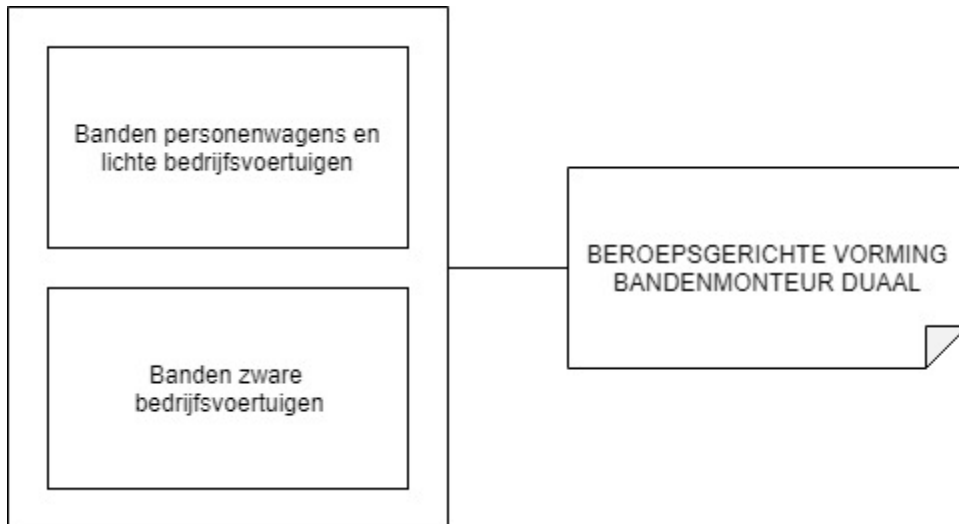 Banden personenwagens en
lichte bedrijfsvoertuigen
Banden zware
bedrijfsvoertuigen
BEROEPSGERICHTE VORMING
BANDENMONTEUR DUAAL